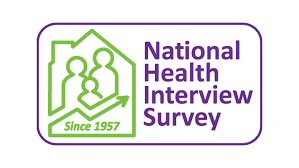 National
Health
Interview
Survey
Since 1957